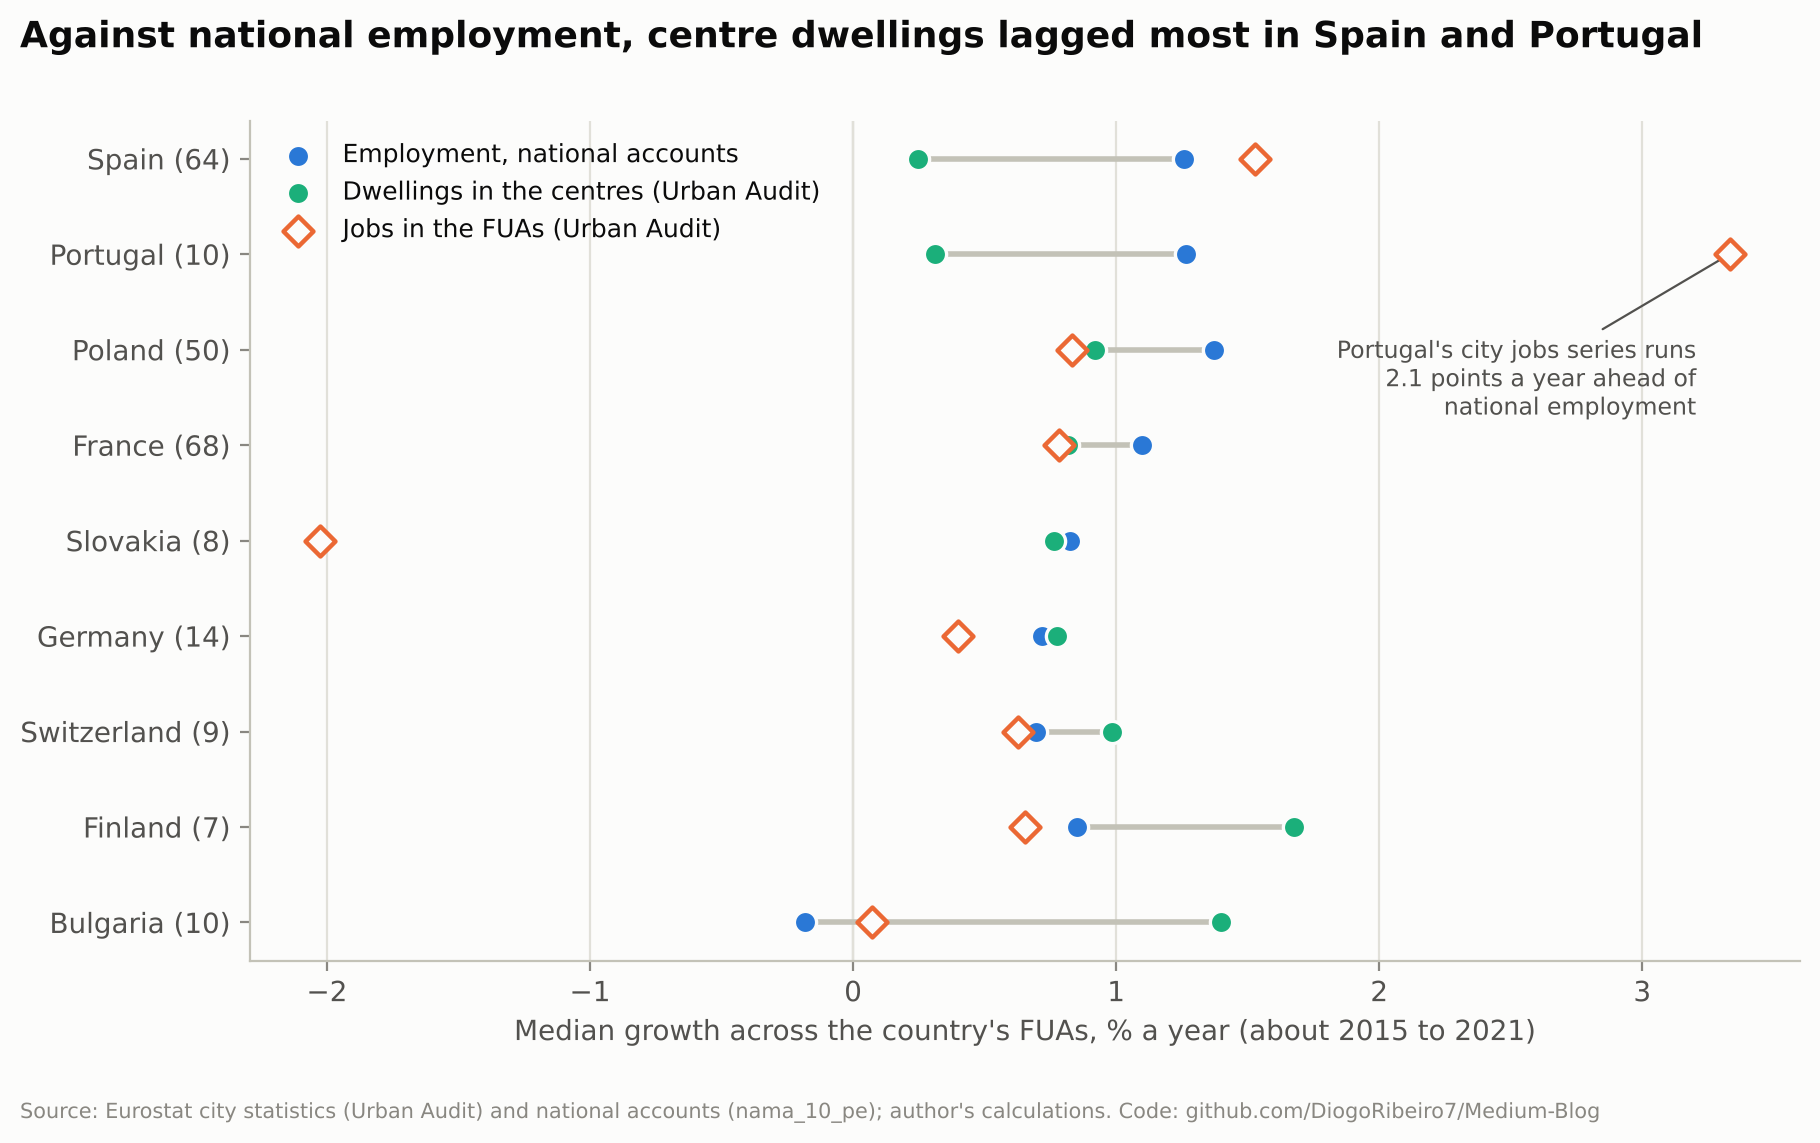 Against national employment, centre dwellings lagged most in Spain and Portugal
Employment, national accounts
Dwellings in the centres (Urban Audit)
Jobs in the FUAs (Urban Audit)
Spain (64)
Portugal (10)
Poland (50)
France (68)
Slovakia (8)
Germany (14)
Switzerland (9)
Finland (7)
Bulgaria (10)
Portugal's city jobs series runs
2.1 points a year ahead of
national employment
−2 −1 0 1 2 3
Median growth across the country's FUAs, % a year (about 2015 to 2021)
Source: Eurostat city statistics (Urban Audit) and national accounts (nama_10_pe); author's calculations. Code: github.com/DiogoRibeiro7/Medium-Blog